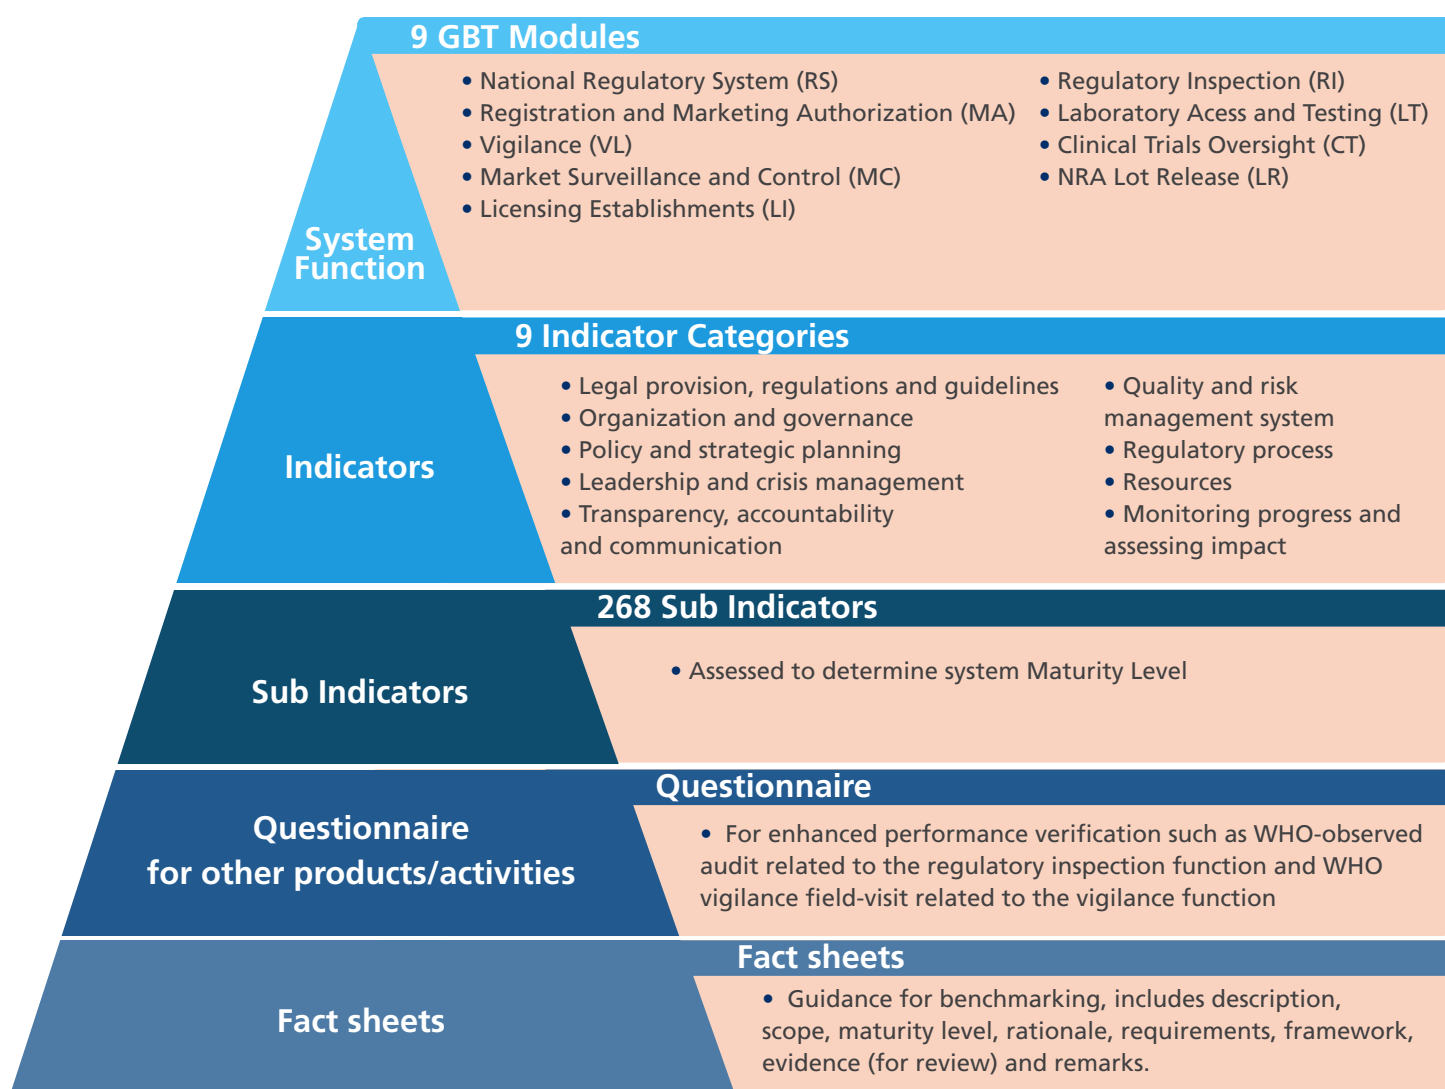 9 GBT Modules
• National Regulatory System (RS)
• Registration and Marketing Authorization (MA)
• Vigilance (VL)
• Market Surveillance and Control (MC)
• Licensing Establishments (LI)
• Regulatory Inspection (RI)
• Laboratory Acess and Testing (LT)
• Clinical Trials Oversight (CT)
• NRA Lot Release (LR)
System
Function
9 Indicator Categories
• Legal provision, regulations and guidelines
• Organization and governance
• Policy and strategic planning
• Leadership and crisis management
• Transparency, accountability
and communication
• Quality and risk
management system
• Regulatory process
• Resources
• Monitoring progress and
assessing impact
Indicators
268 Sub Indicators
• Assessed to determine system Maturity Level
Sub Indicators
Questionnaire
• For enhanced performance verification such as WHO-observed
audit related to the regulatory inspection function and WHO
vigilance field-visit related to the vigilance function
Questionnaire
for other products/activities
Fact sheets
• Guidance for benchmarking, includes description,
scope, maturity level, rationale, requirements, framework,
evidence (for review) and remarks.
Fact sheets